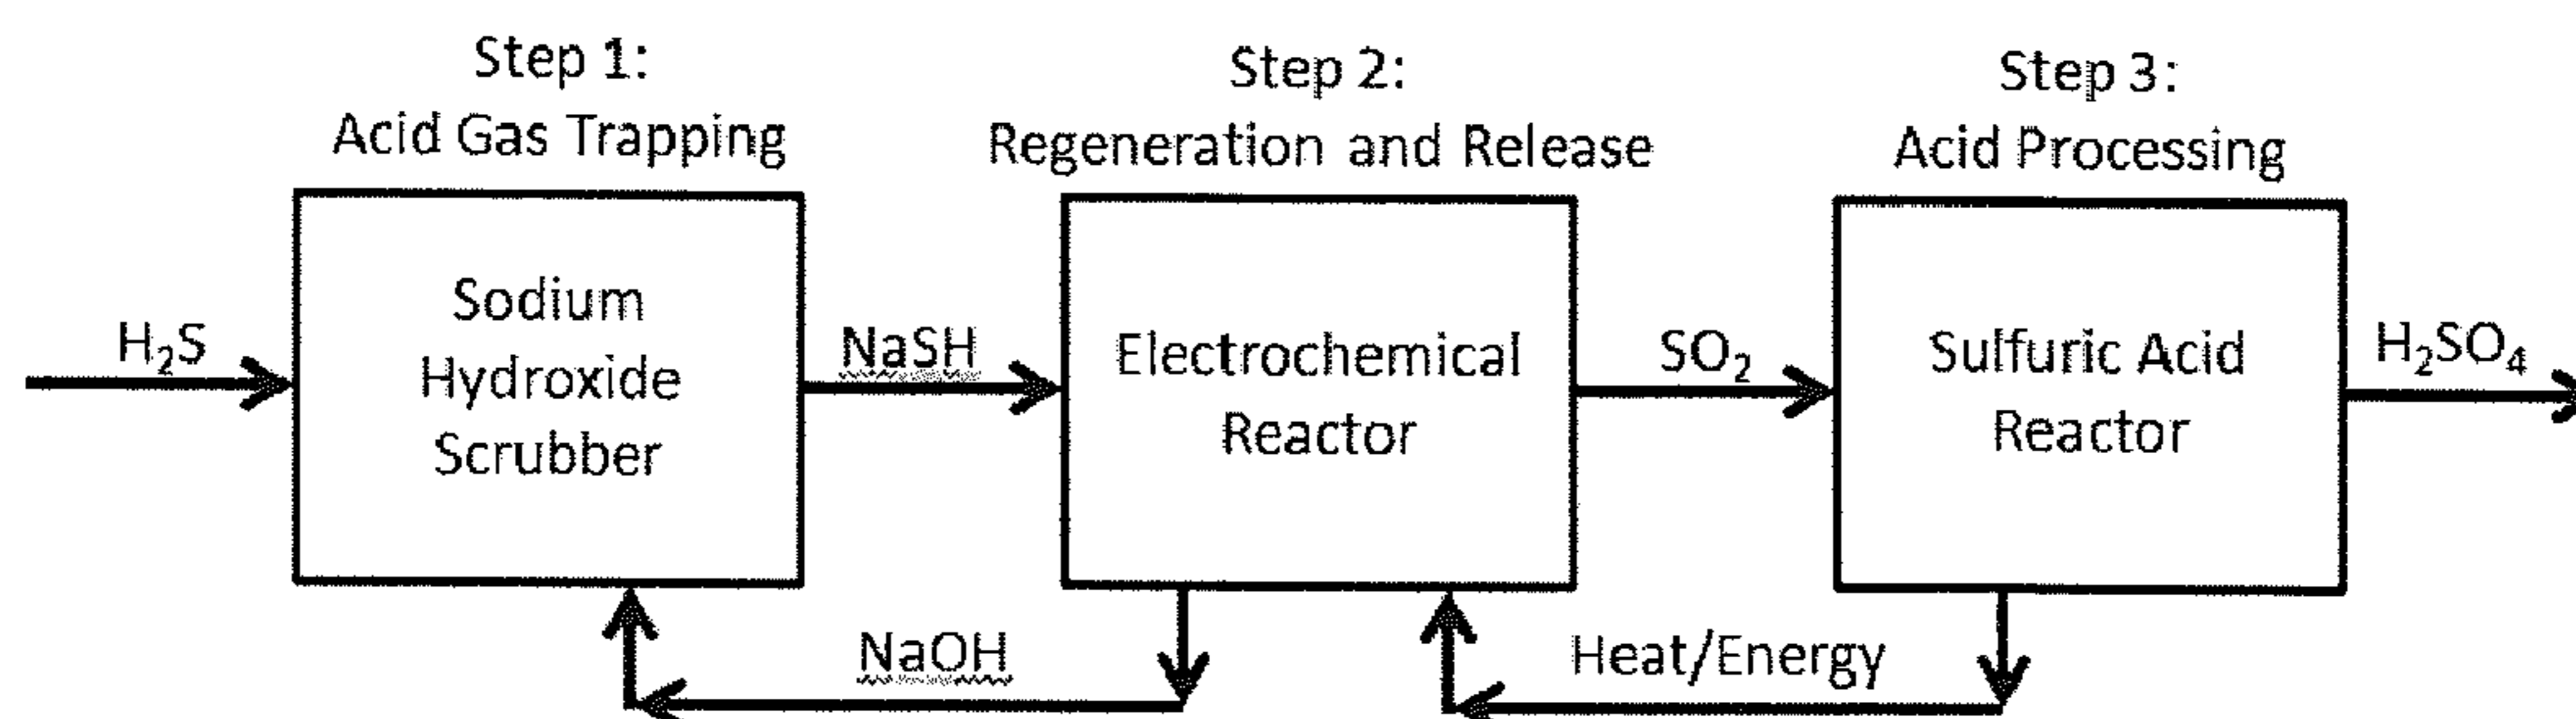 Step 1:
Acid Gas Trapping
Step 2:
Regeneration and Release
Step 3:
Acid Processing
H₂S
Sodium
Hydroxide
Scrubber
NaSH
Electrochemical
Reactor
SO₂
Sulfuric Acid
Reactor
H₂SO₄
NaOH
Heat/Energy